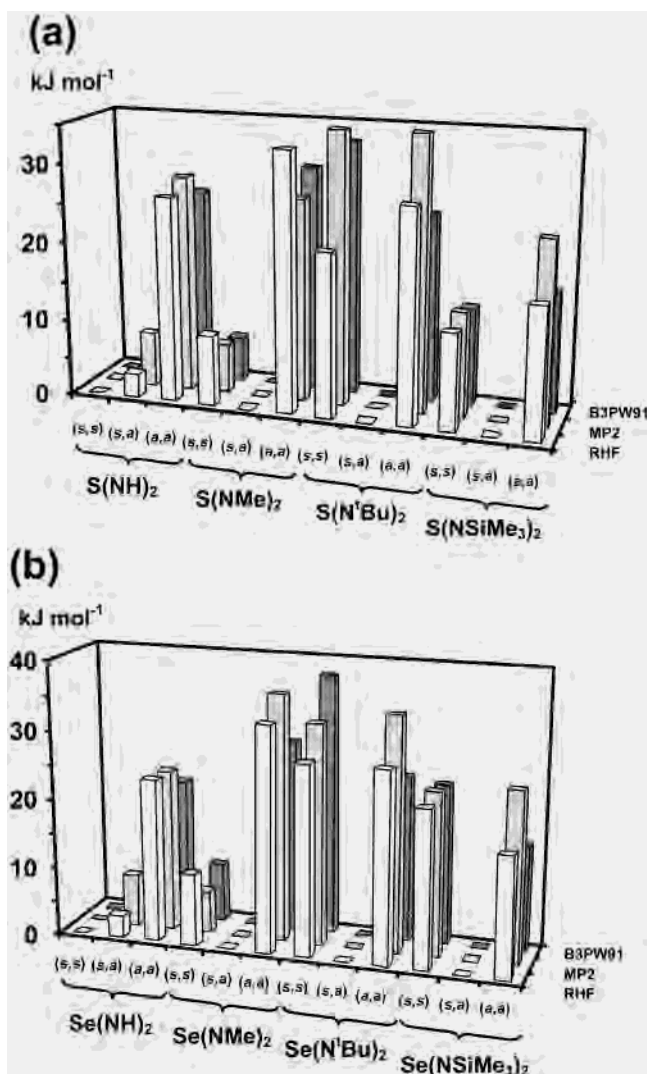 (a)
kJ mol⁻¹
30
20
10
0
B3PW91
MP2
RHF
(s,s) (s,a) (a,a) (s,s) (s,a) (a,a) (s,s) (s,a) (a,a) (s,s) (s,a) (a,a)
S(NH)₂ S(NMe)₂ S(NᵗBu)₂ S(NSiMe₃)₂
(b)
kJ mol⁻¹
40
30
20
10
0
B3PW91
MP2
RHF
(s,s) (s,a) (a,a) (s,s) (s,a) (a,a) (s,s) (s,a) (a,a) (s,s) (s,a) (a,a)
Se(NH)₂ Se(NMe)₂ Se(NᵗBu)₂ Se(NSiMe₃)₂